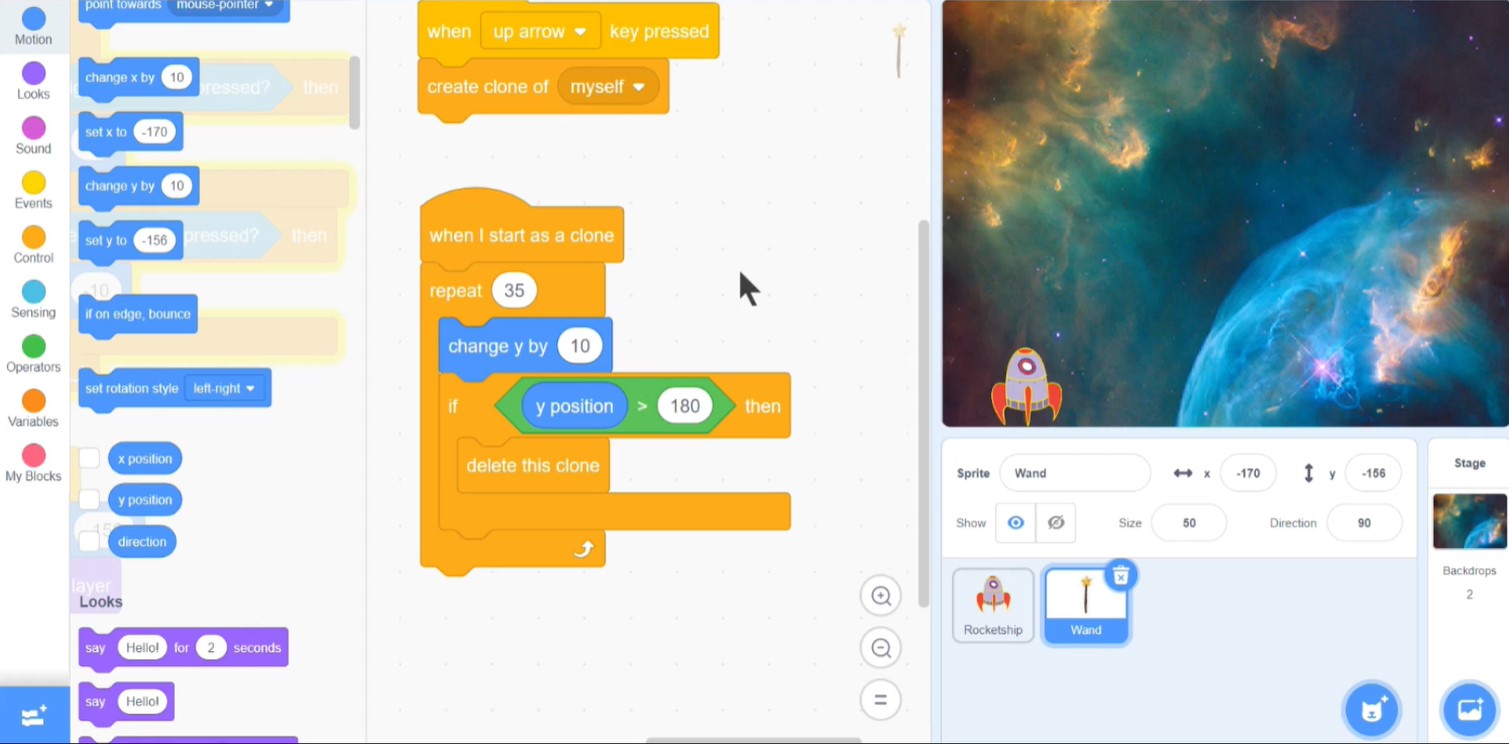 Motion
Looks
Sound
Events
Control
Sensing
Operators
Variables
My Blocks
point towards mouse-pointer
change x by 10
ressed? then
set x to -170
change y by 10
set y to -156
pressed? then
-10
if on edge, bounce
set rotation style left-right
x position
y position
direction
layer
Looks
say Hello! for 2 seconds
say Hello!
when up arrow key pressed
create clone of myself
when I start as a clone
repeat 35
change y by 10
if y position > 180 then
delete this clone
Sprite Wand x -170 y -156
Show Size 50 Direction 90
Rocketship
Wand
Stage
Backdrops
2